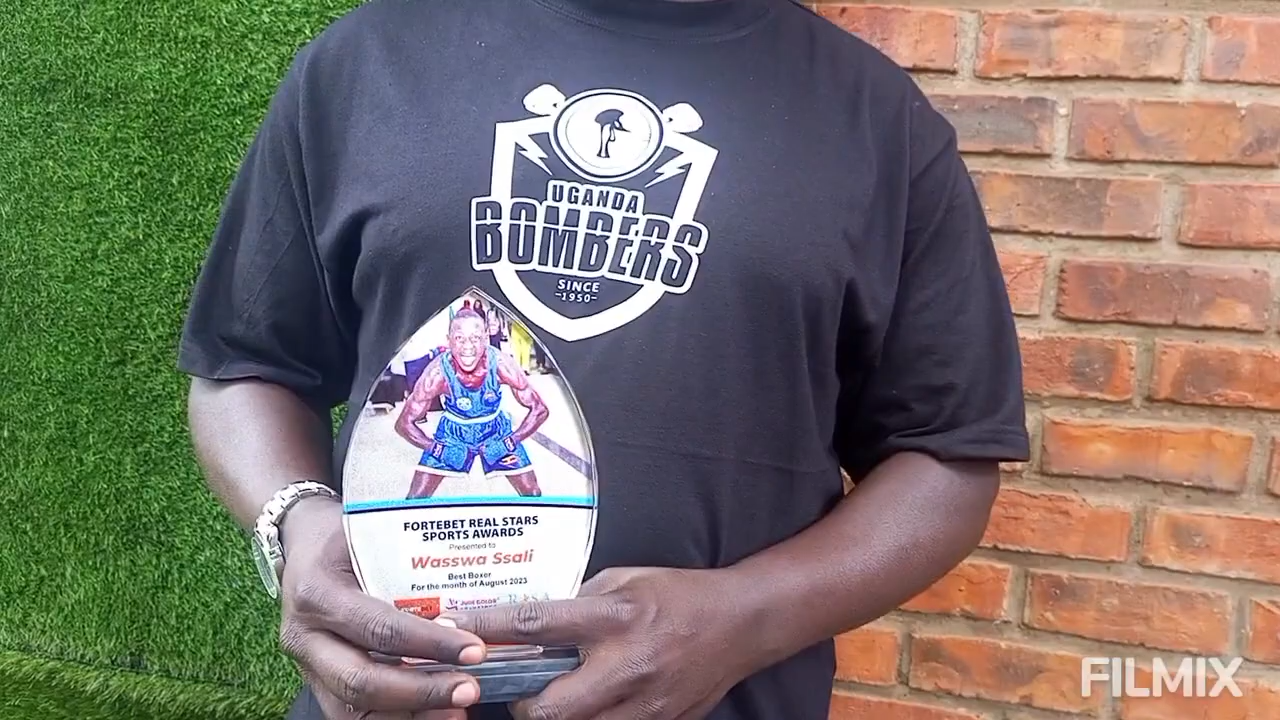 UGANDA
BOMBERS
SINCE
-1950-
FORTEBET REAL STARS
SPORTS AWARDS
Presented to
Wasswa Ssali
Best Boxer
For the month of August 2023
FILMIX